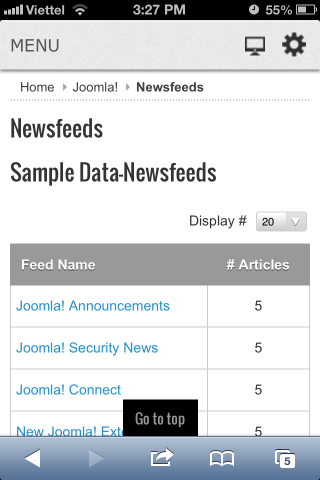 Viettel 3:27 PM 55%
MENU
Home Joomla! Newsfeeds
Newsfeeds
Sample Data-Newsfeeds
Display # 20
Feed Name # Articles
Joomla! Announcements 5
Joomla! Security News 5
Joomla! Connect 5
Go to top
New Joomla! Exte 5
5